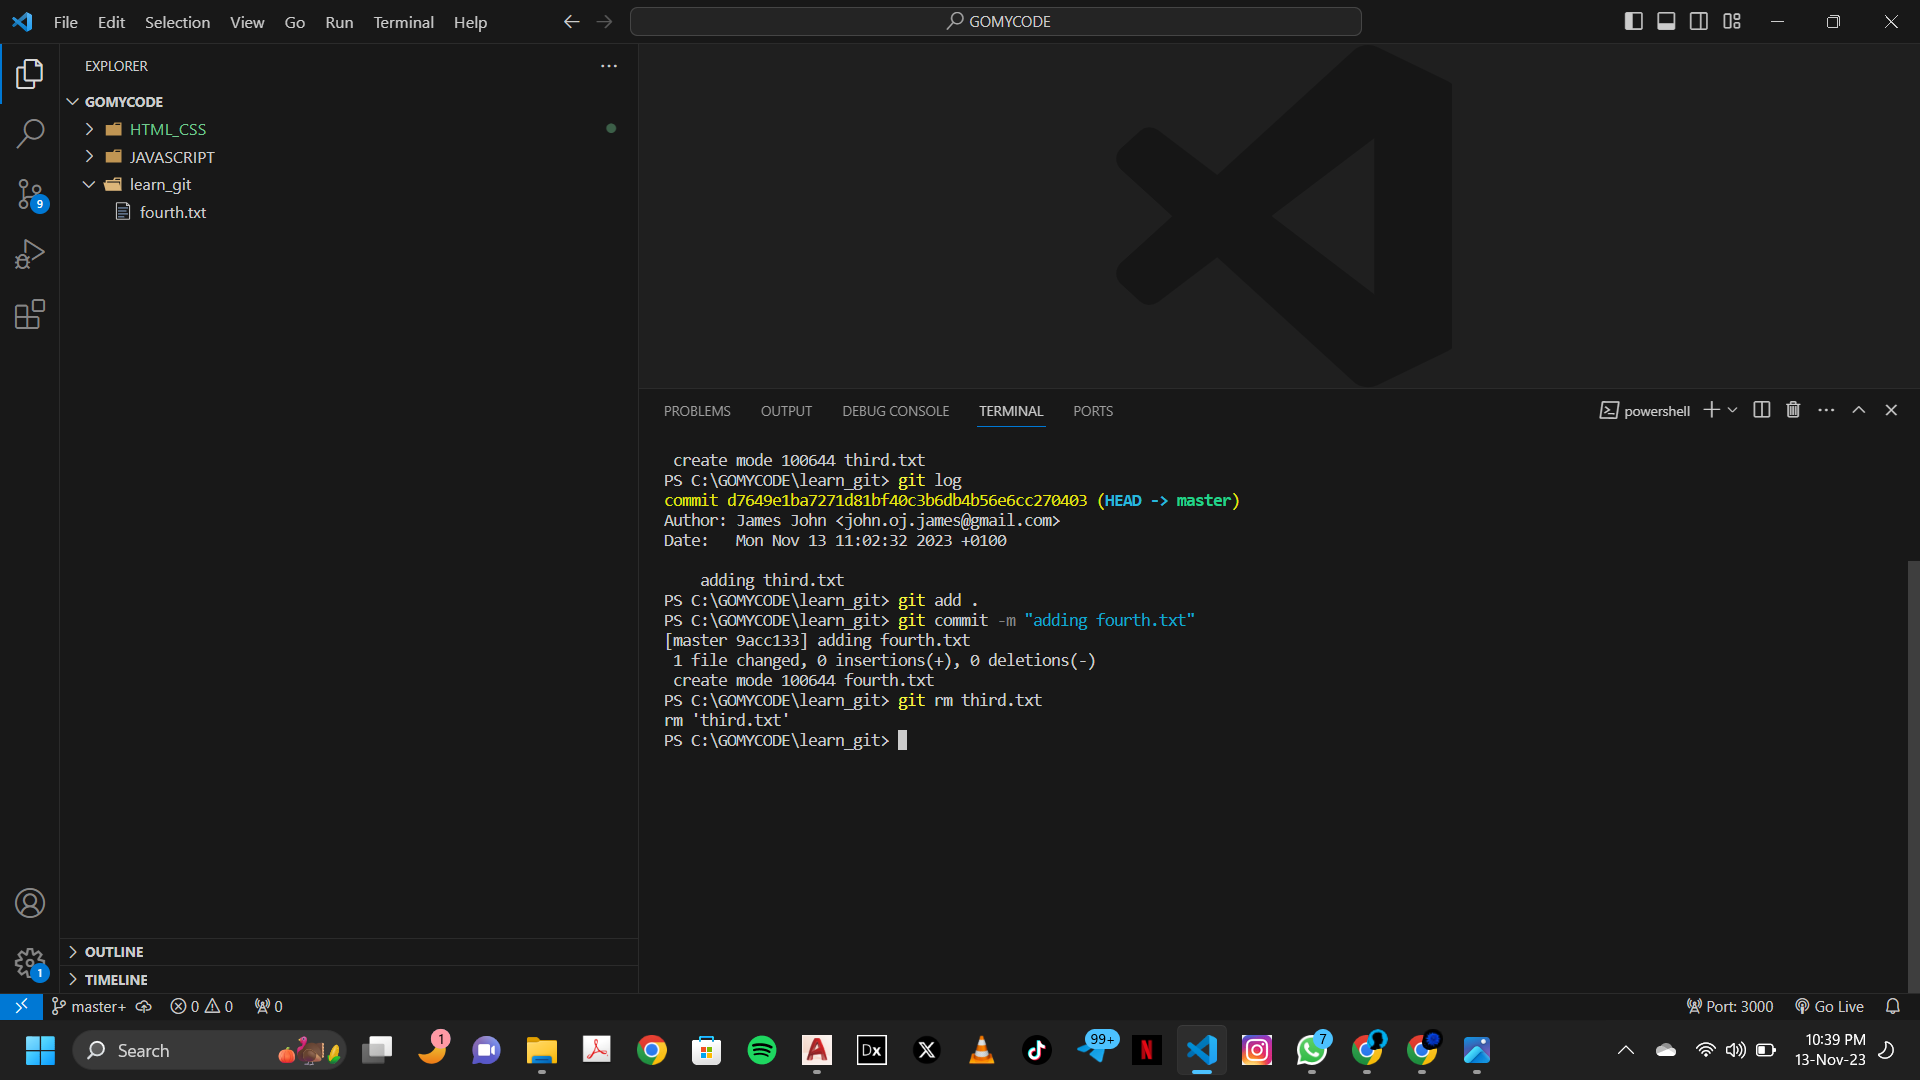 File Edit Selection View Go Run Terminal Help
GOMYCODE
EXPLORER
GOMYCODE
HTML_CSS
JAVASCRIPT
learn_git
fourth.txt
9
PROBLEMS OUTPUT DEBUG CONSOLE TERMINAL PORTS
powershell
create mode 100644 third.txt
PS C:\GOMYCODE\learn_git> git log
commit d7649e1ba7271d81bf40c3b6db4b56e6cc270403 (HEAD -> master)
Author: James John <john.oj.james@gmail.com>
Date:   Mon Nov 13 11:02:32 2023 +0100
adding third.txt
PS C:\GOMYCODE\learn_git> git add .
PS C:\GOMYCODE\learn_git> git commit -m "adding fourth.txt"
[master 9acc133] adding fourth.txt
1 file changed, 0 insertions(+), 0 deletions(-)
create mode 100644 fourth.txt
PS C:\GOMYCODE\learn_git> git rm third.txt
rm 'third.txt'
PS C:\GOMYCODE\learn_git>
OUTLINE
1
TIMELINE
master+ 0 0 0
Port: 3000 Go Live
Search
1
Dx
X
99+
N
7
10:39 PM
13-Nov-23